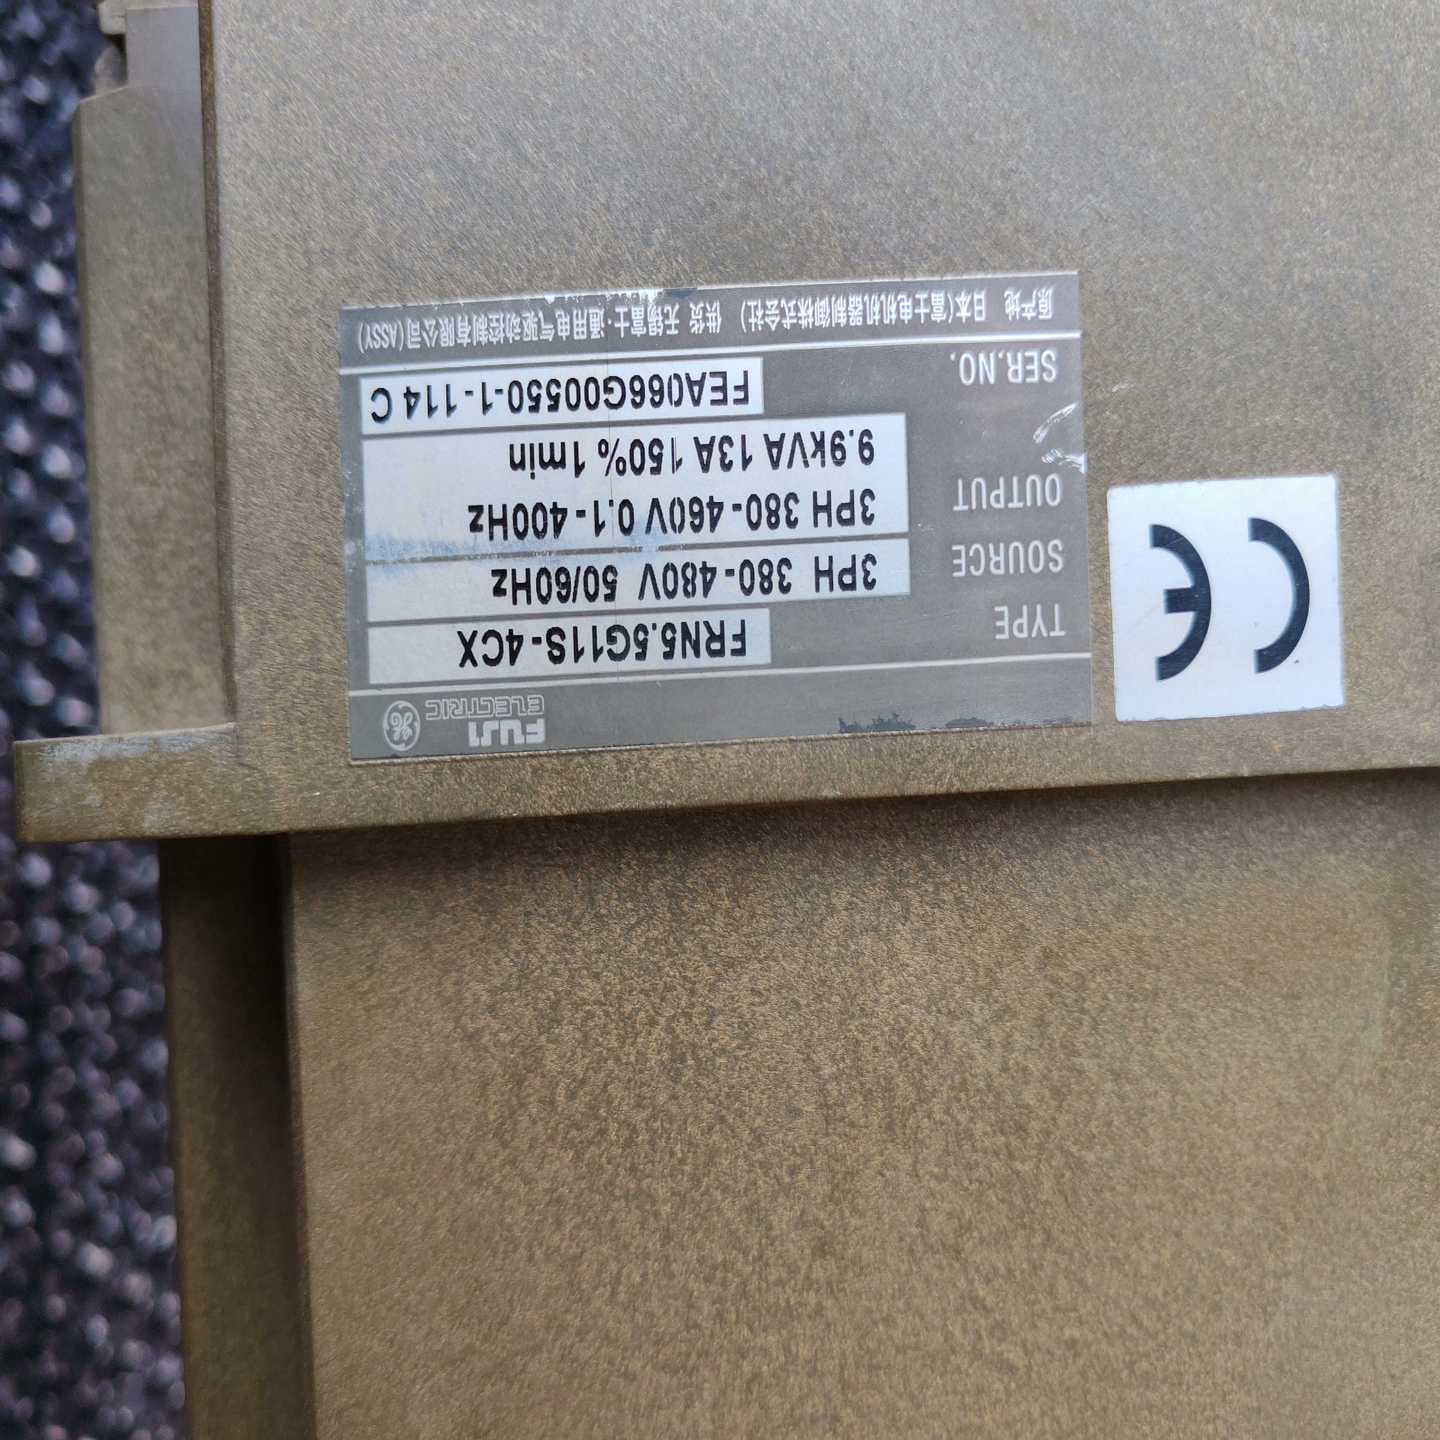 FUJI
ELECTRIC
GE
TYPE FRN5.5G11S-4CX
SOURCE 3PH 380-480V 50/60Hz
OUTPUT 3PH 380-460V 0.1-400Hz
9.9kVA 13A 150% 1min
SER.NO. FEA066G00550-1-114 C
原产地 日本(富士电机机器制御株式会社) 供货 无锡富士·通用电气驱动控制有限公司(ASSY)
CE